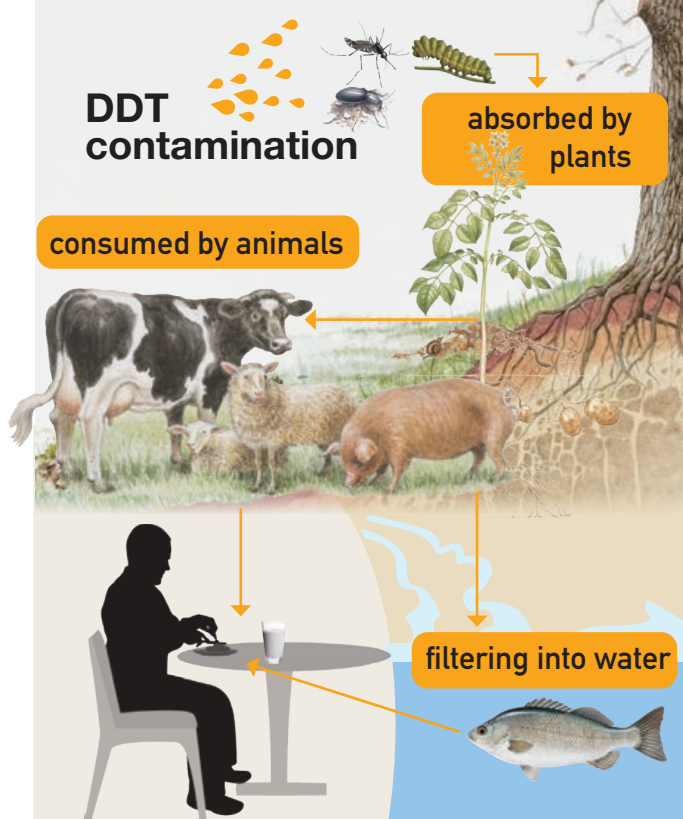 DDT
contamination
absorbed by
plants
consumed by animals
filtering into water